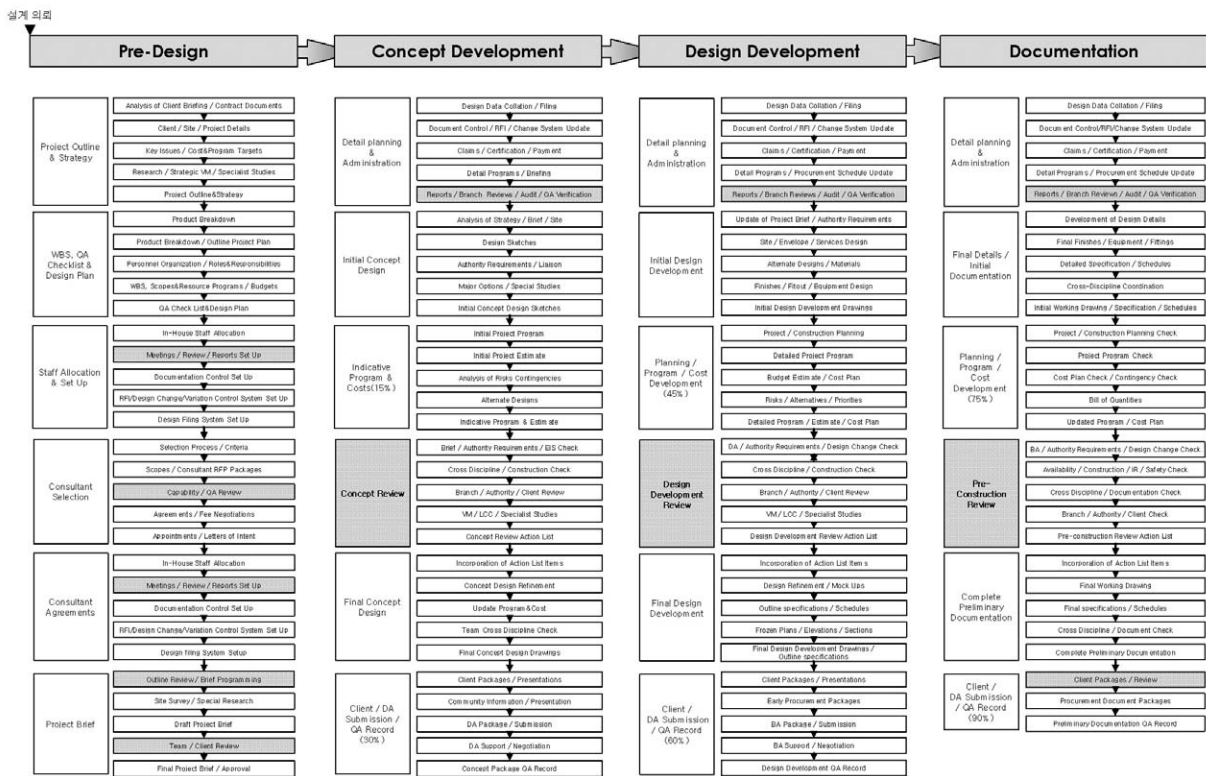 설계 의뢰
Pre-Design
Concept Development
Design Development
Documentation
Project Outline
& Strategy
Analysis of Client Briefing / Contract Documents
Client / Site / Project Details
Key Issues / Cost&Program Targets
Research / Strategic VM / Specialist Studies
Project Outline&Strategy
WBS, QA
Checklist &
Design Plan
Product Breakdown
Product Breakdown / Outline Project Plan
Personnel Organization / Roles&Responsibilities
WBS, Scopes&Resource Programs / Budgets
QA Check List&Design Plan
Staff Allocation
& Set Up
In-House Staff Allocation
Meetings / Review / Reports Set Up
Documentation Control Set Up
RFI/Design Change/Variation Control System Set Up
Design Filing System Set Up
Consultant
Selection
Selection Process / Criteria
Scopes / Consultant RFP Packages
Capability / QA Review
Agreements / Fee Negotiations
Appointments / Letters of Intent
Consultant
Agreements
In-House Staff Allocation
Meetings / Review / Reports Set Up
Documentation Control Set Up
RFI/Design Change/Variation Control System Set Up
Design filing System Setup
Project Brief
Outline Review / Brief Programming
Site Survey / Special Research
Draft Project Brief
Team / Client Review
Final Project Brief / Approval
Detail planning
&
Administration
Design Data Collation / Filing
Document Control / RFI / Change System Update
Claims / Certification / Payment
Detail Programs / Briefing
Reports / Branch Reviews / Audit / QA Verification
Initial Concept
Design
Analysis of Strategy / Brief / Site
Design Sketches
Authority Requirements / Liaison
Major Options / Special Studies
Initial Concept Design Sketches
Indicative
Program &
Costs(15%)
Initial Project Program
Initial Project Estimate
Analysis of Risks Contingencies
Alternate Designs
Indicative Program & Estimate
Concept Review
Brief / Authority Requirements / EIS Check
Cross Discipline / Construction Check
Branch / Authority / Client Review
VM / LCC / Specialist Studies
Concept Review Action List
Final Concept
Design
Incorporation of Action List Items
Concept Design Refinement
Update Program&Cost
Team Cross Discipline Check
Final Concept Design Drawings
Client / DA
Submission /
QA Record
(30%)
Client Packages / Presentations
Community Information / Presentation
DA Package / Submission
DA Support / Negotiation
Concept Package QA Record
Detail planning
&
Administration
Design Data Collation / Filing
Document Control / RFI / Change System Update
Claims / Certification / Payment
Detail Programs / Procurement Schedule Update
Reports / Branch Reviews / Audit / QA Verification
Initial Design
Development
Update of Project Brief / Authority Requirements
Site / Envelope / Services Design
Alternate Designs / Materials
Finishes / Fitout / Equipment Design
Initial Design Development Drawings
Planning /
Program / Cost
Development
(45%)
Project / Construction Planning
Detailed Project Program
Budget Estimate / Cost Plan
Risks / Alternatives / Priorities
Detailed Program / Estimate / Cost Plan
Design
Development
Review
DA / Authority Requirements / Design Change Check
Cross Discipline / Construction Check
Branch / Authority / Client Review
VM / LCC / Specialist Studies
Design Development Review Action List
Final Design
Development
Incorporation of Action List Items
Design Refinement / Mock Ups
Outline specifications / Schedules
Frozen Plans / Elevations / Sections
Final Design Development Drawings /
Outline specifications
Client /
DA Submission
/ QA Record
(60%)
Client Packages / Presentations
Early Procurement Packages
BA Package / Submission
BA Support / Negotiation
Design Development QA Record
Detail planning
&
Administration
Design Data Collation / Filing
Document Control/RFI/Change System Update
Claims / Certification / Payment
Detail Programs / Procurement Schedule Update
Reports / Branch Reviews / Audit / QA Verification
Final Details /
Initial
Documentation
Development of Design Details
Final Finishes / Equipment / Fittings
Detailed Specification / Schedules
Cross-Discipline Coordination
Initial Working Drawing / Specification / Schedules
Planning /
Program /
Cost
Development
(75%)
Project / Construction Planning Check
Project Program Check
Cost Plan Check / Contingency Check
Bill of Quantities
Updated Program / Cost Plan
Pre-
Construction
Review
BA / Authority Requirements / Design Change Check
Availability / Construction / IR / Safety Check
Cross Discipline / Documentation Check
Branch / Authority / Client Check
Pre-construction Review Action List
Complete
Preliminary
Documentation
Incorporation of Action List Items
Final Working Drawing
Final specifications / Schedules
Cross Discipline / Document Check
Complete Preliminary Documentation
Client /
DA Submission
/ QA Record
(90%)
Client Packages / Review
Procurement Document Packages
Preliminary Documentation QA Record